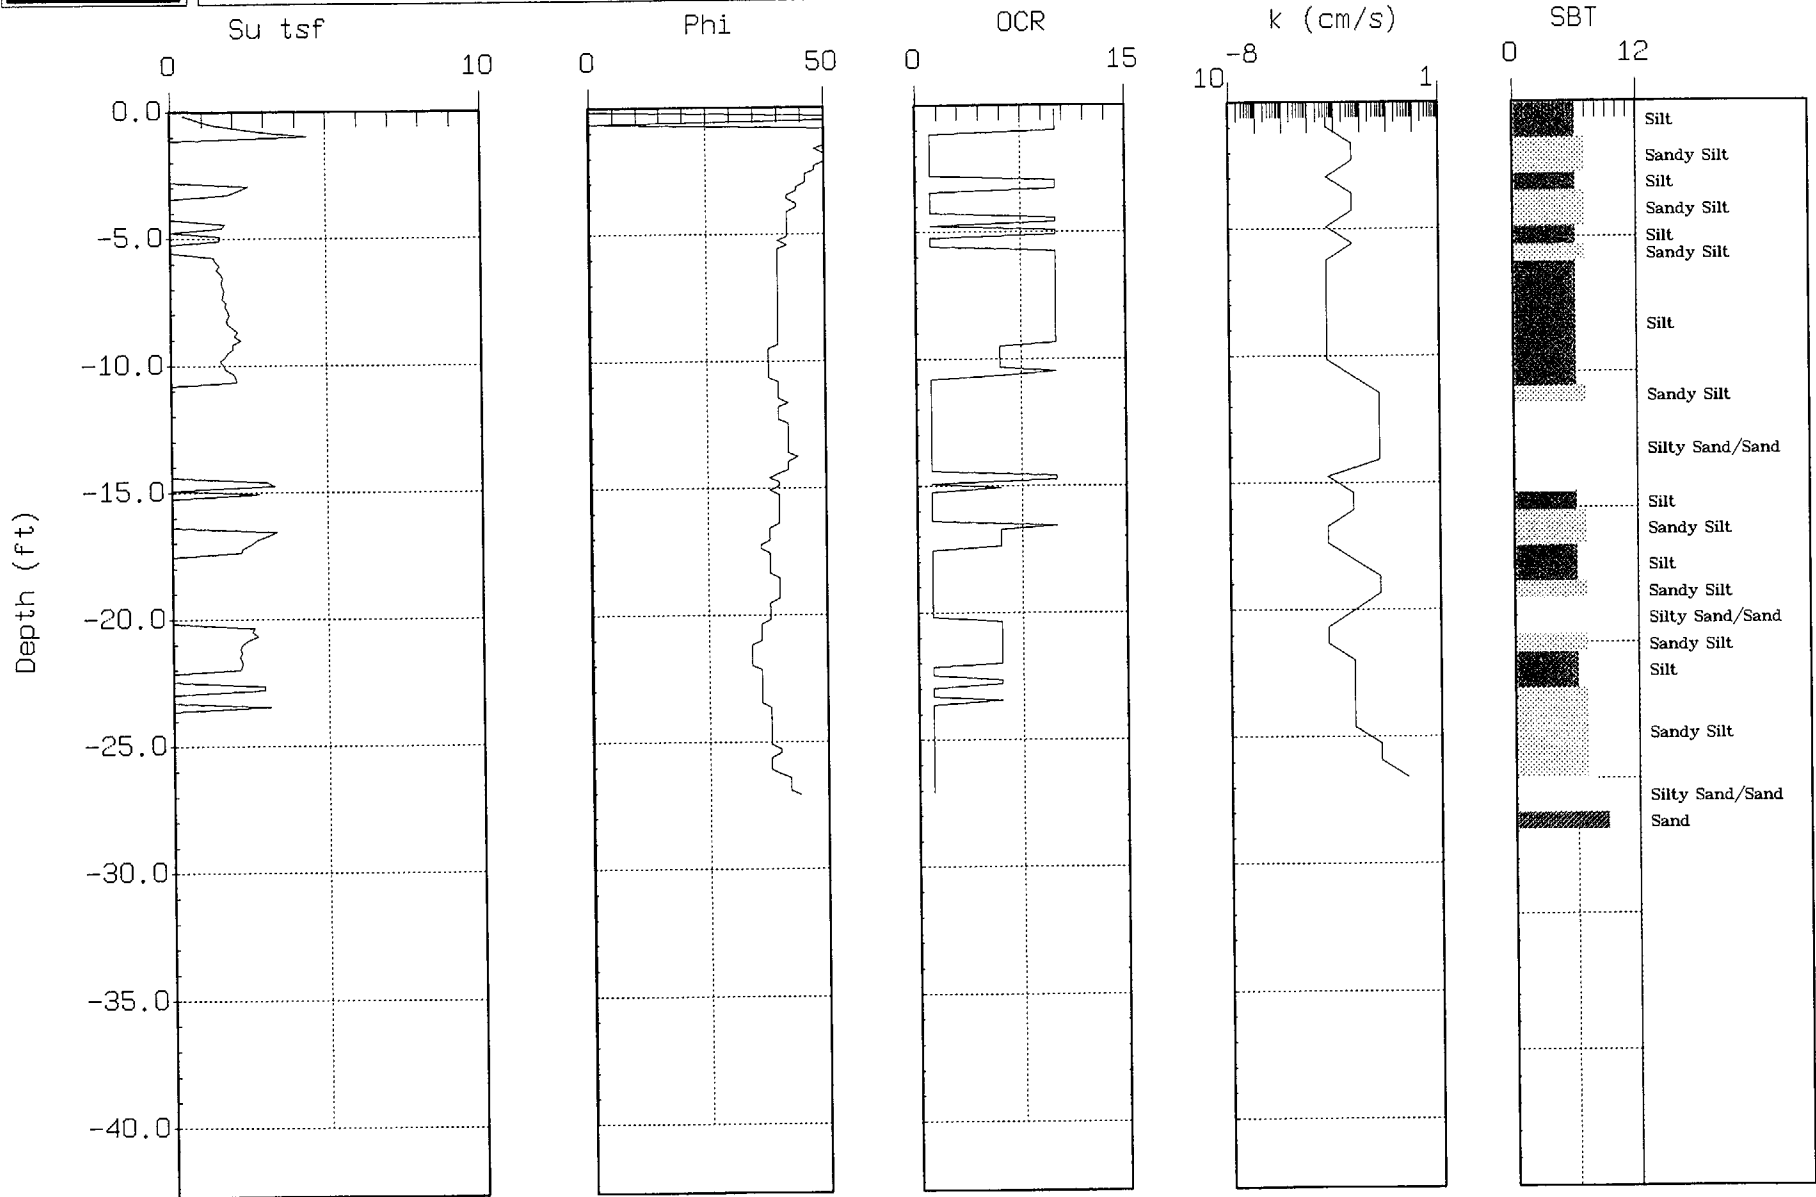 Su tsf
Phi
OCR
k (cm/s)
SBT
0 10
0 50
0 15
10 -8 1
0 12
0.0
-5.0
-10.0
-15.0
-20.0
-25.0
-30.0
-35.0
-40.0
Depth (ft)
Silt
Sandy Silt
Silt
Sandy Silt
Silt
Sandy Silt
Silt
Sandy Silt
Silty Sand/Sand
Silt
Sandy Silt
Silt
Sandy Silt
Silty Sand/Sand
Sandy Silt
Silt
Sandy Silt
Silty Sand/Sand
Sand